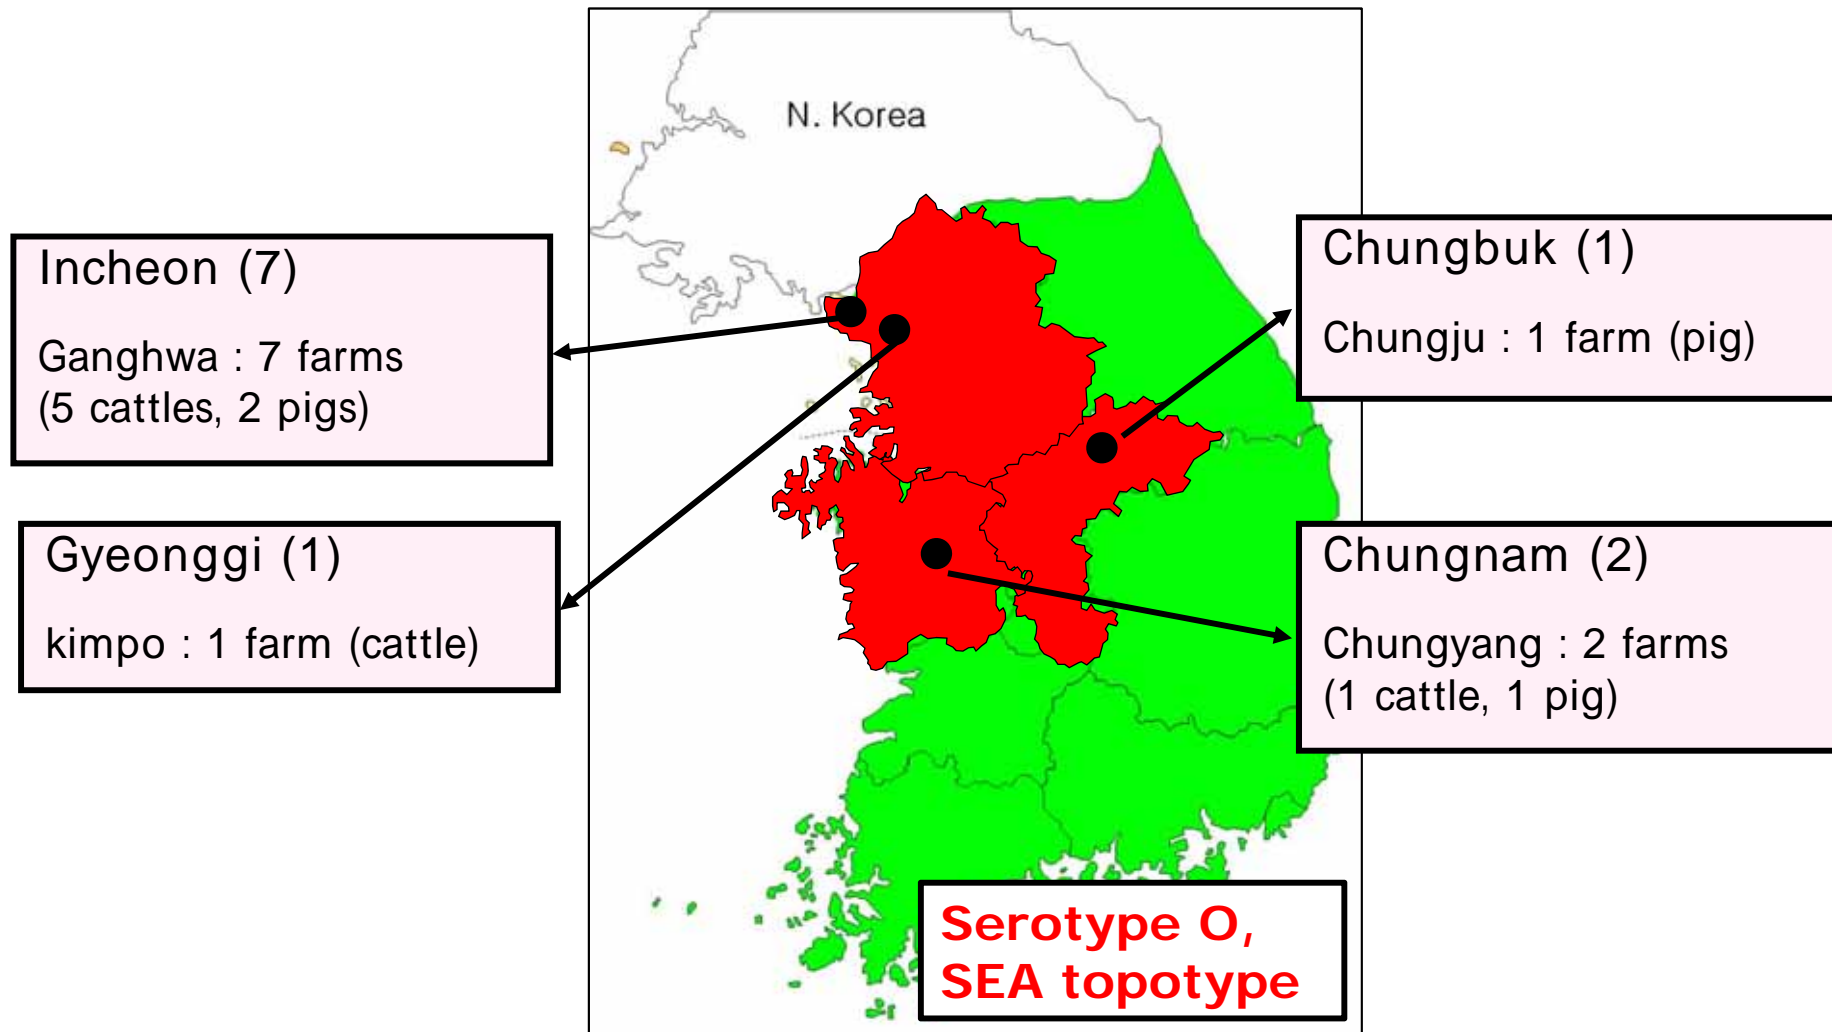 N. Korea
Incheon (7)
Ganghwa : 7 farms
(5 cattles, 2 pigs)
Gyeonggi (1)
kimpo : 1 farm (cattle)
Chungbuk (1)
Chungju : 1 farm (pig)
Chungnam (2)
Chungyang : 2 farms
(1 cattle, 1 pig)
Serotype O,
SEA topotype